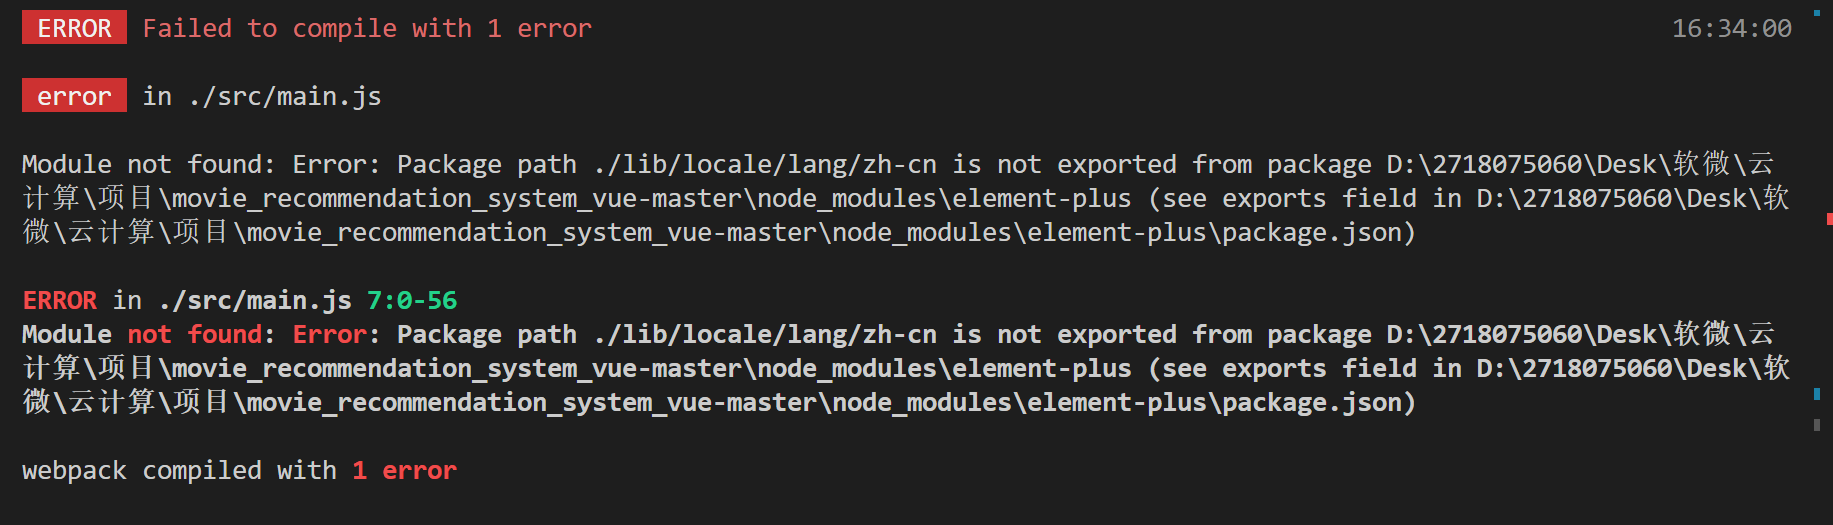 ERROR Failed to compile with 1 error 16:34:00
error in ./src/main.js
Module not found: Error: Package path ./lib/locale/lang/zh-cn is not exported from package D:\2718075060\Desk\软微\云
计算\项目\movie_recommendation_system_vue-master\node_modules\element-plus (see exports field in D:\2718075060\Desk\软
微\云计算\项目\movie_recommendation_system_vue-master\node_modules\element-plus\package.json)
ERROR in ./src/main.js 7:0-56
Module not found: Error: Package path ./lib/locale/lang/zh-cn is not exported from package D:\2718075060\Desk\软微\云
计算\项目\movie_recommendation_system_vue-master\node_modules\element-plus (see exports field in D:\2718075060\Desk\软
微\云计算\项目\movie_recommendation_system_vue-master\node_modules\element-plus\package.json)
webpack compiled with 1 error